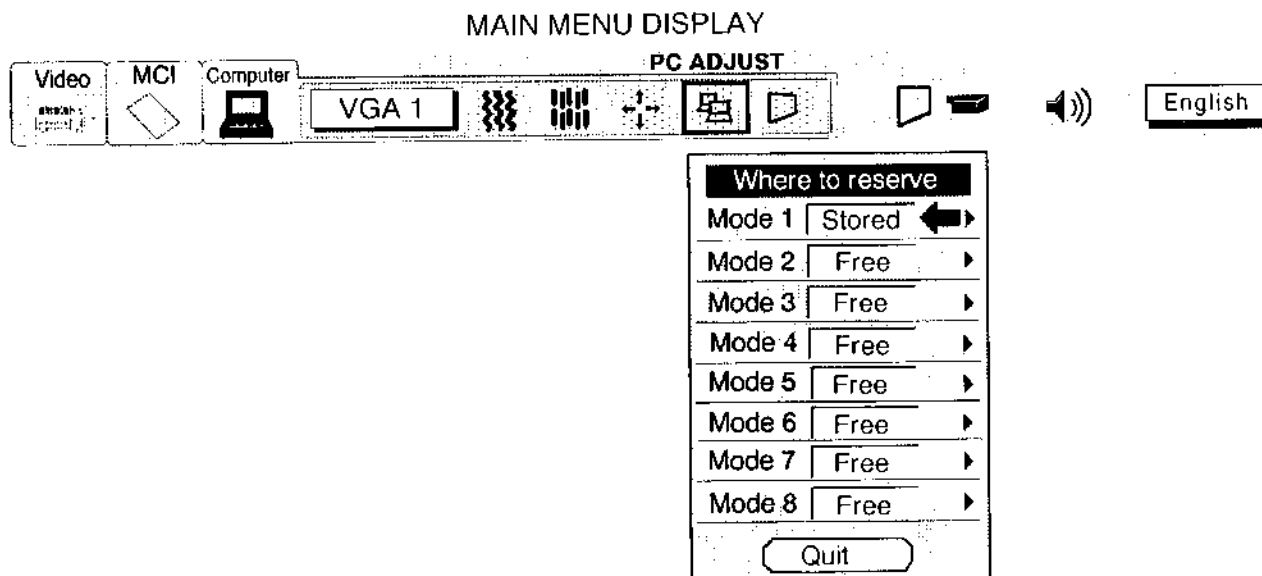 MAIN MENU DISPLAY
PC ADJUST
Video MCI Computer
VGA 1
English
Where to reserve
Mode 1 Stored
Mode 2 Free
Mode 3 Free
Mode 4 Free
Mode 5 Free
Mode 6 Free
Mode 7 Free
Mode 8 Free
Quit